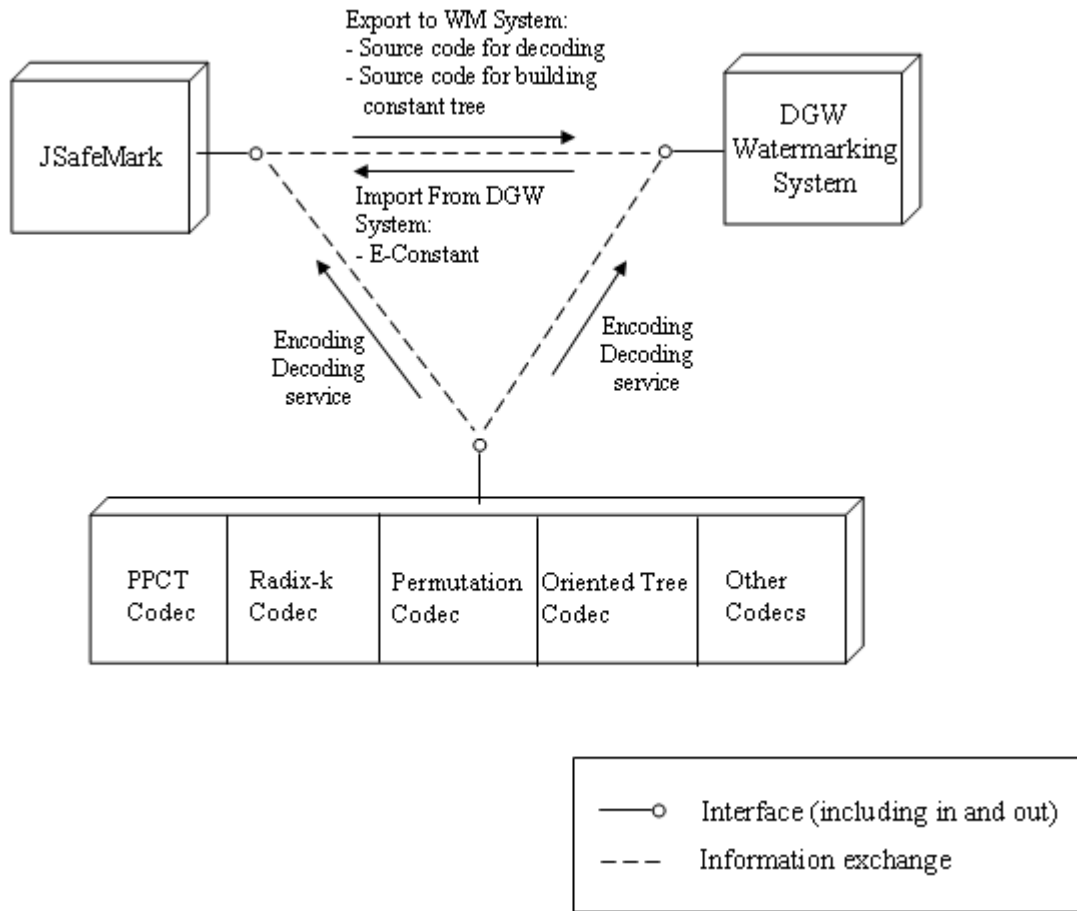 Export to WM System:
- Source code for decoding
- Source code for building
constant tree
JSafeMark
DGW
Watermarking
System
Import From DGW
System:
- E-Constant
Encoding
Decoding
service
Encoding
Decoding
service
PPCT
Codec
Radix-k
Codec
Permutation
Codec
Oriented Tree
Codec
Other
Codecs
Interface (including in and out)
Information exchange